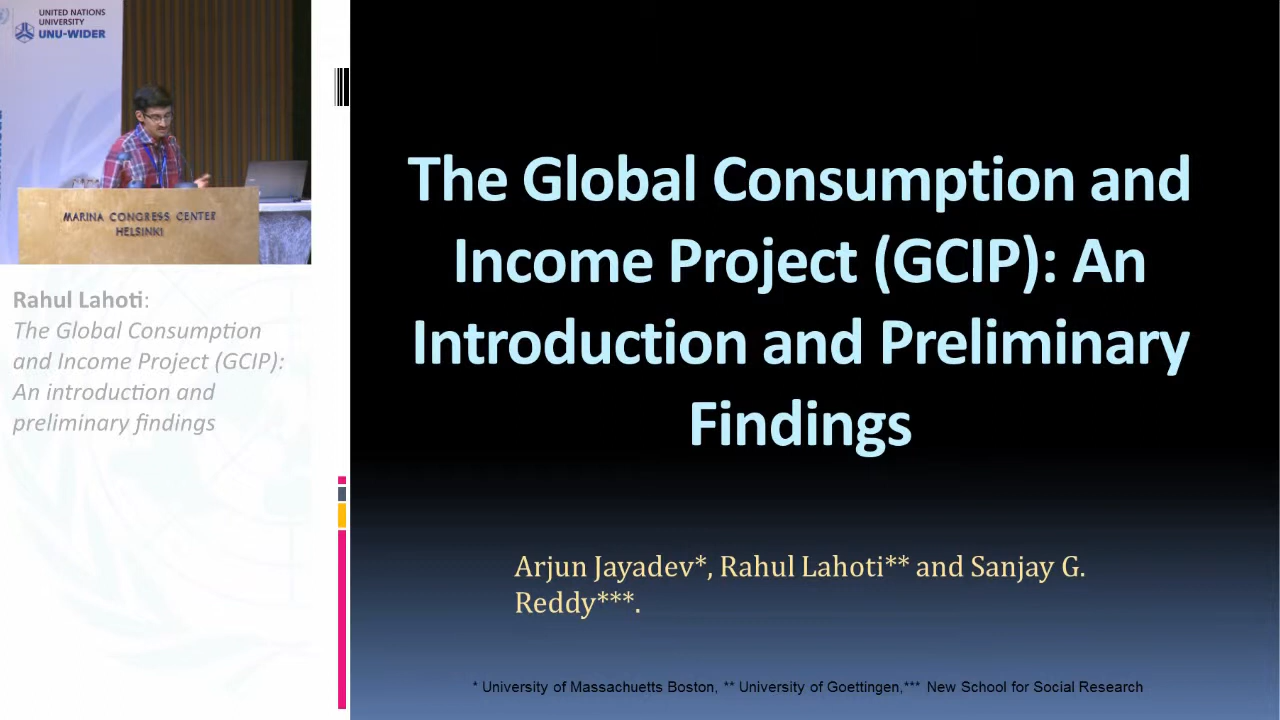 UNITED NATIONS
UNIVERSITY
UNU-WIDER
MARINA CONGRESS CENTER
HELSINKI
Rahul Lahoti:
The Global Consumption
and Income Project (GCIP):
An introduction and
preliminary findings
The Global Consumption and
Income Project (GCIP): An
Introduction and Preliminary
Findings
Arjun Jayadev*, Rahul Lahoti** and Sanjay G.
Reddy***.
* University of Massachuetts Boston, ** University of Goettingen,*** New School for Social Research